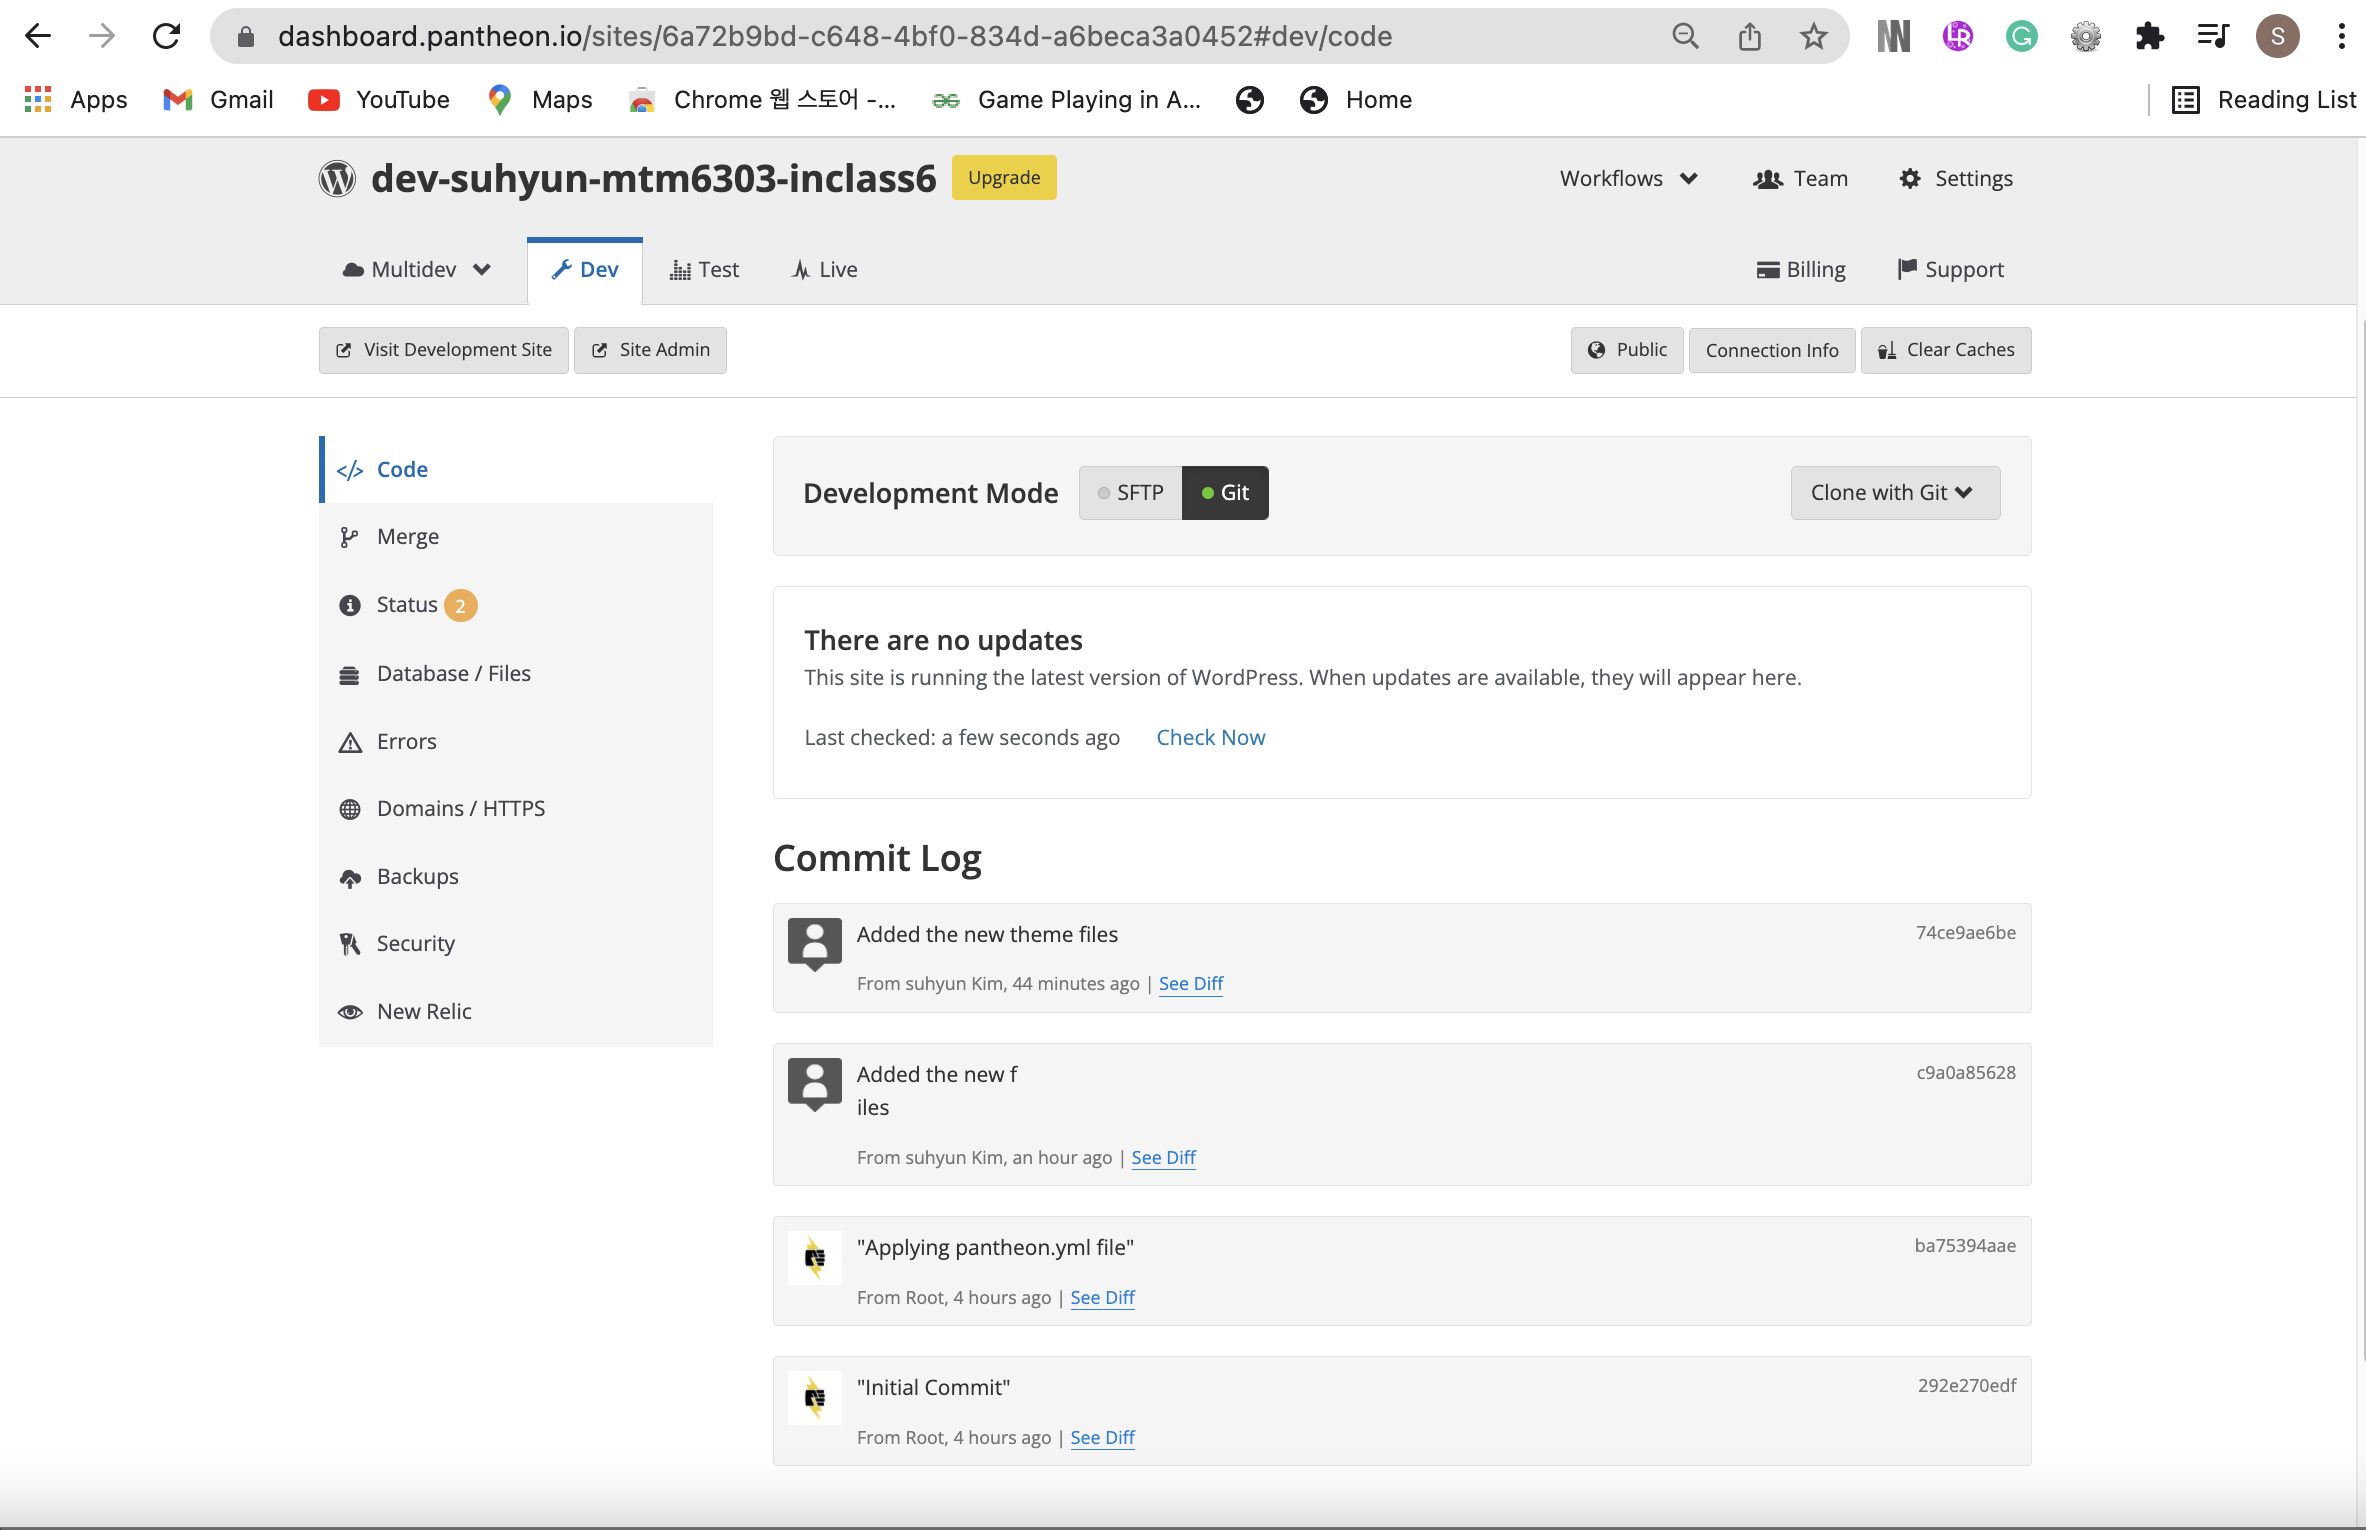 dashboard.pantheon.io/sites/6a72b9bd-c648-4bf0-834d-a6beca3a0452#dev/code
Apps Gmail YouTube Maps Chrome 웹 스토어 -... Game Playing in A... Home Reading List
dev-suhyun-mtm6303-inclass6 Upgrade Workflows Team Settings
Multidev Dev Test Live Billing Support
Visit Development Site Site Admin Public Connection Info Clear Caches
Code
Merge
Status 2
Database / Files
Errors
Domains / HTTPS
Backups
Security
New Relic
Development Mode SFTP Git Clone with Git
There are no updates
This site is running the latest version of WordPress. When updates are available, they will appear here.
Last checked: a few seconds ago Check Now
Commit Log
Added the new theme files 74ce9ae6be
From suhyun Kim, 44 minutes ago | See Diff
Added the new f c9a0a85628
iles
From suhyun Kim, an hour ago | See Diff
"Applying pantheon.yml file" ba75394aae
From Root, 4 hours ago | See Diff
"Initial Commit" 292e270edf
From Root, 4 hours ago | See Diff